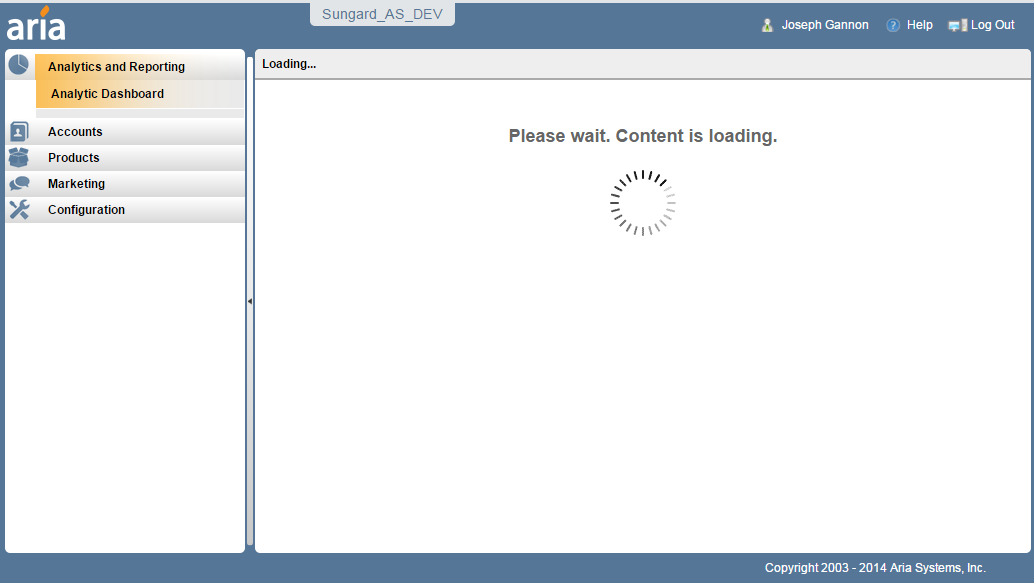 aria
Sungard_AS_DEV
Joseph Gannon
? Help
Log Out
Analytics and Reporting
Analytic Dashboard
Accounts
Products
Marketing
Configuration
Loading...
Please wait. Content is loading.
Copyright 2003 - 2014 Aria Systems, Inc.